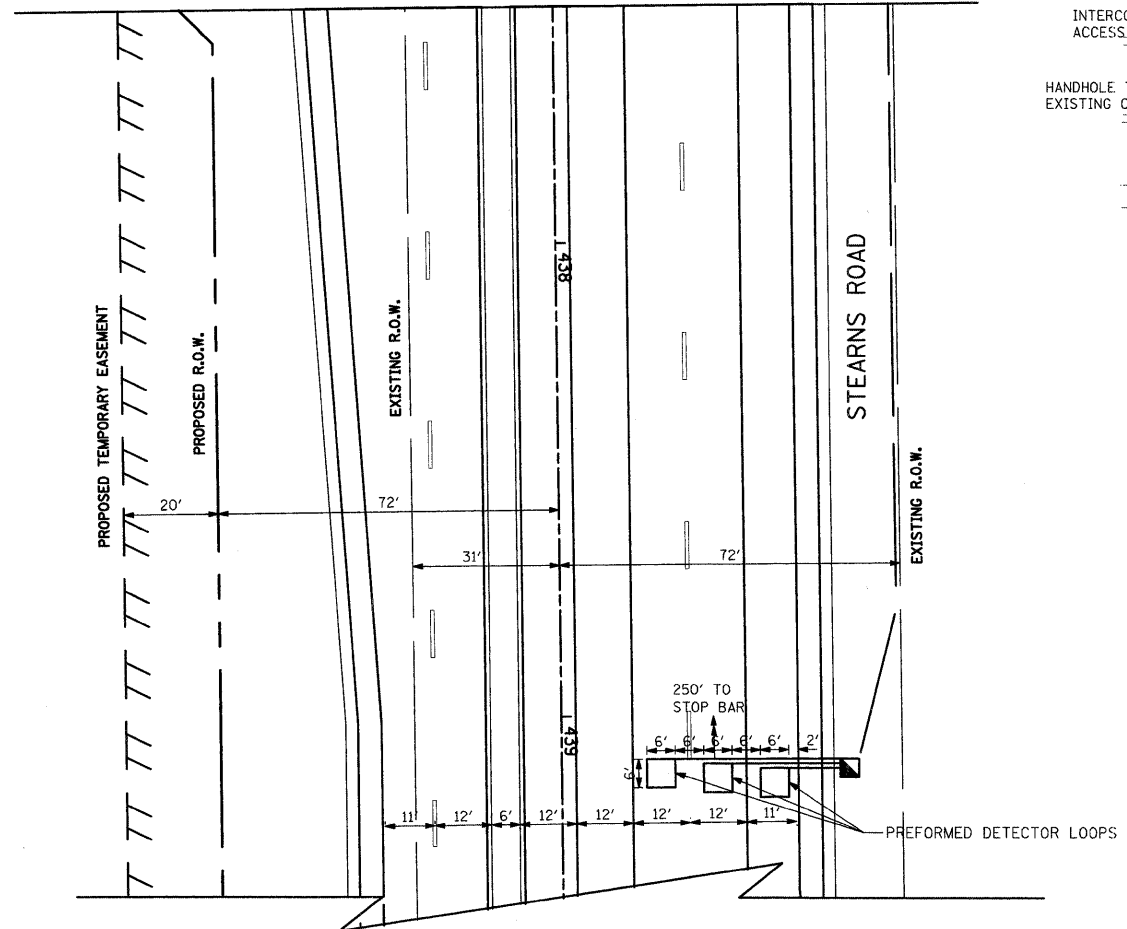 INTERCO
ACCESS
HANDHOLE
EXISTING
438
STEARNS ROAD
EXISTING R.O.W.
PROPOSED R.O.W.
PROPOSED TEMPORARY EASEMENT
EXISTING R.O.W.
20'
72'
31'
72'
250' TO
STOP BAR
439
6'
6'
6'
6'
6'
2'
6'
11'
12'
6'
12'
12'
12'
12'
11'
PREFORMED DETECTOR LOOPS